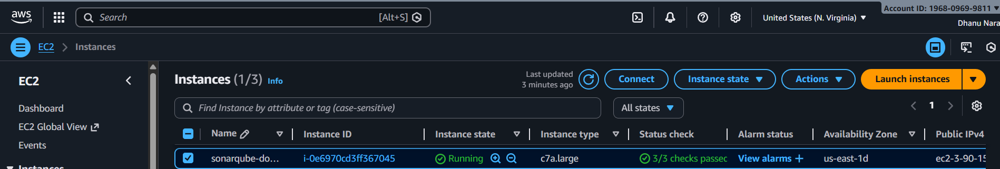 Account ID: 1968-0969-9811
aws
Search [Alt+S]
United States (N. Virginia)
Dhanu Nara
EC2 Instances
EC2
Dashboard
EC2 Global View
Events
Instances
Instances (1/3) Info
Last updated
3 minutes ago
Connect Instance state Actions Launch instances
Find Instance by attribute or tag (case-sensitive) All states 1
Name Instance ID Instance state Instance type Status check Alarm status Availability Zone Public IPv4
sonarqube-do... i-0e6970cd3ff367045 Running c7a.large 3/3 checks passec View alarms + us-east-1d ec2-3-90-15